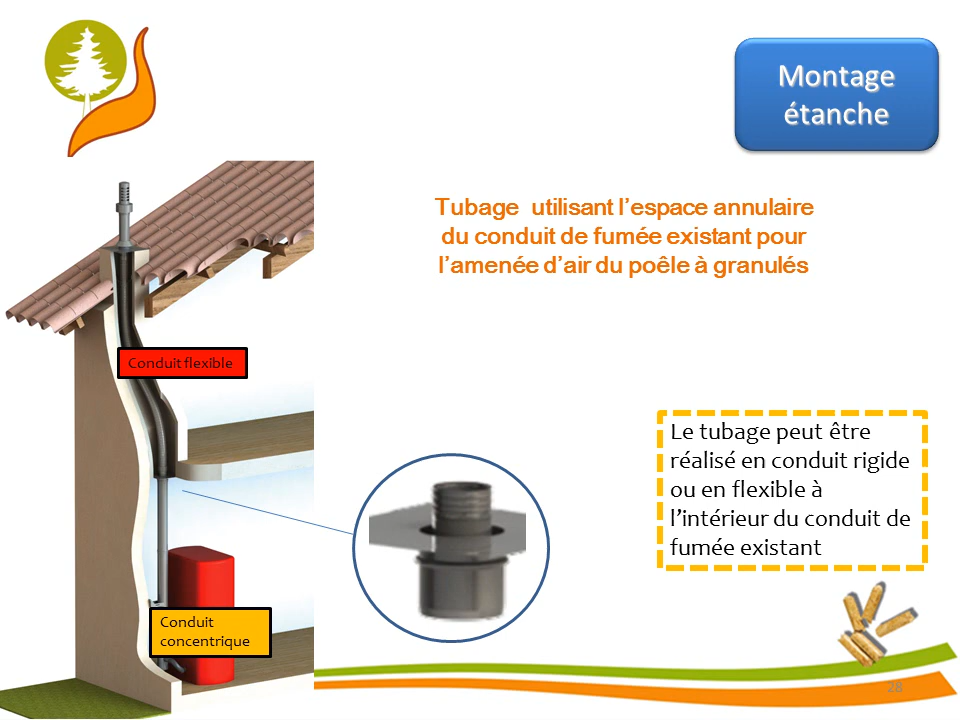 Montage
étanche
Tubage utilisant l’espace annulaire
du conduit de fumée existant pour
l’amenée d’air du poêle à granulés
Conduit flexible
Le tubage peut être
réalisé en conduit rigide
ou en flexible à
l’intérieur du conduit de
fumée existant
Conduit
concentrique
28